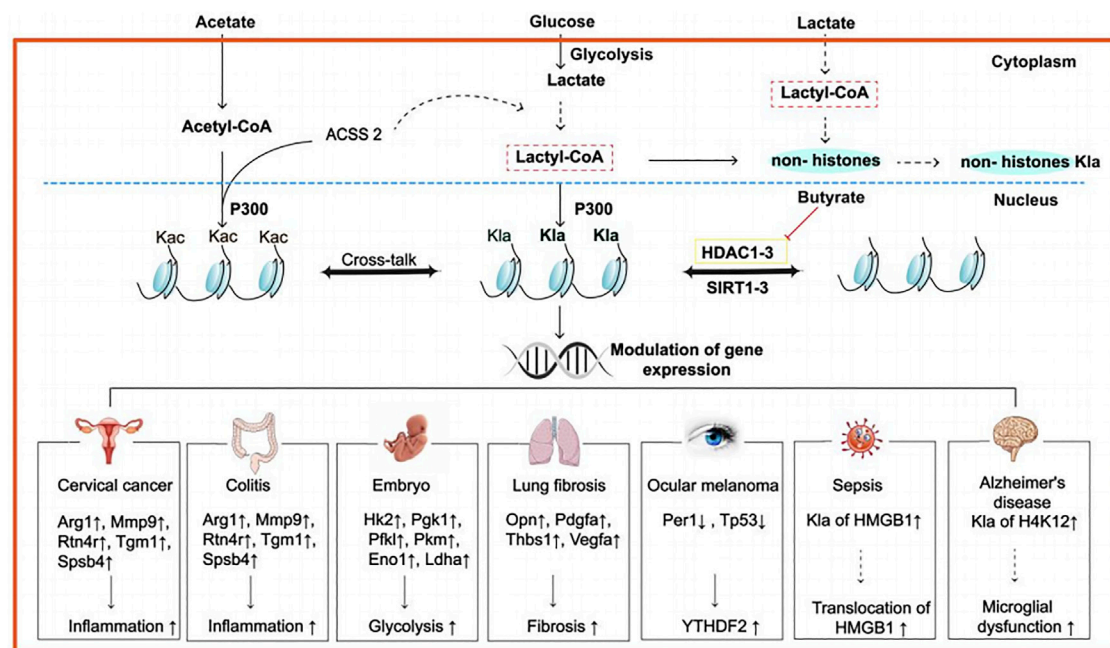 Acetate
Glucose
Lactate
Glycolysis
Cytoplasm
Lactate
Lactyl-CoA
Acetyl-CoA
ACSS 2
Lactyl-CoA
non- histones
non- histones Kla
P300
P300
Butyrate
Nucleus
Kac
Kac
Kac
Kla
Kla
Kla
HDAC1-3
Cross-talk
SIRT1-3
Modulation of gene
expression
Cervical cancer
Arg1↑, Mmp9↑,
Rtn4r↑, Tgm1↑,
Spsb4↑
Inflammation ↑
Colitis
Arg1↑, Mmp9↑,
Rtn4r↑, Tgm1↑,
Spsb4↑
Inflammation ↑
Embryo
Hk2↑, Pgk1↑,
Pfkl↑, Pkm↑,
Eno1↑, Ldha↑
Glycolysis ↑
Lung fibrosis
Opn↑, Pdgfa↑,
Thbs1↑, Vegfa↑
Fibrosis ↑
Ocular melanoma
Per1↓ , Tp53↓
YTHDF2 ↑
Sepsis
Kla of HMGB1↑
Translocation of
HMGB1 ↑
Alzheimer's
disease
Kla of H4K12↑
Microglial
dysfunction ↑